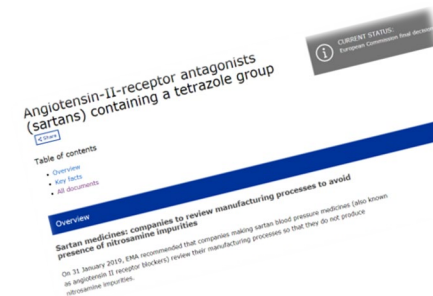 CURRENT STATUS:
European Commission final decision
Angiotensin-II-receptor antagonists
(sartans) containing a tetrazole group
Share
Table of contents
Overview
Key facts
All documents
Overview
Sartan medicines: companies to review manufacturing processes to avoid
presence of nitrosamine impurities
On 31 January 2019, EMA recommended that companies making sartan blood pressure medicines (also known
as angiotensin II receptor blockers) review their manufacturing processes so that they do not produce
nitrosamine impurities.